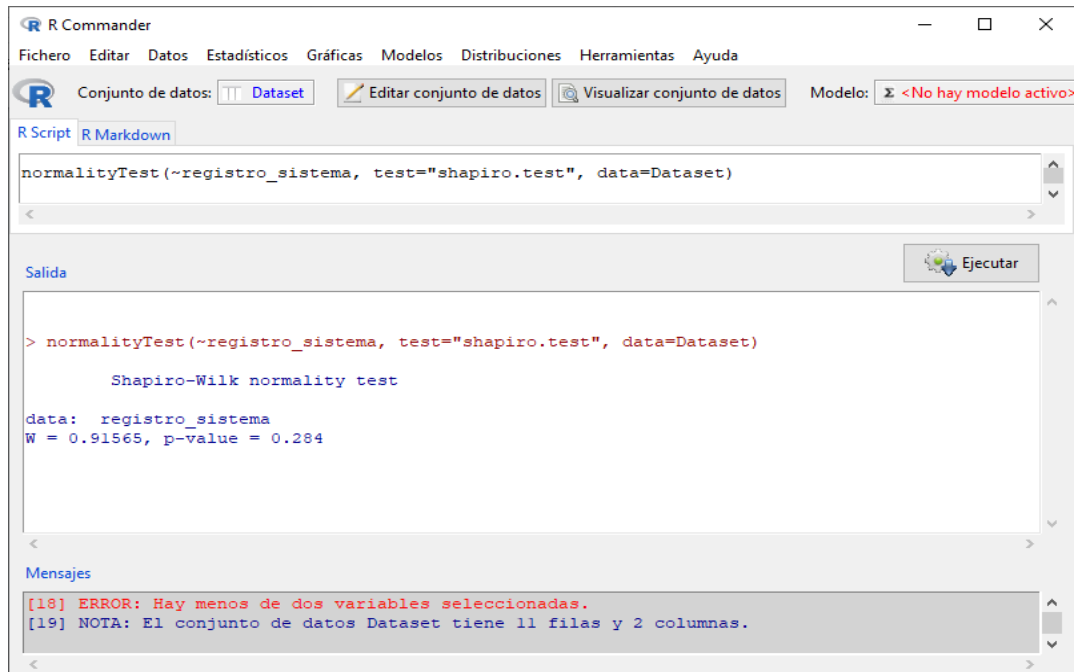 R R Commander
Fichero Editar Datos Estadísticos Gráficas Modelos Distribuciones Herramientas Ayuda
R Conjunto de datos: Dataset Editar conjunto de datos Visualizar conjunto de datos Modelo: Σ <No hay modelo activo>
R Script R Markdown
normalityTest(~registro_sistema, test="shapiro.test", data=Dataset)
Ejecutar
Salida
> normalityTest(~registro_sistema, test="shapiro.test", data=Dataset)
Shapiro-Wilk normality test
data:  registro_sistema
W = 0.91565, p-value = 0.284
Mensajes
[18] ERROR: Hay menos de dos variables seleccionadas.
[19] NOTA: El conjunto de datos Dataset tiene 11 filas y 2 columnas.